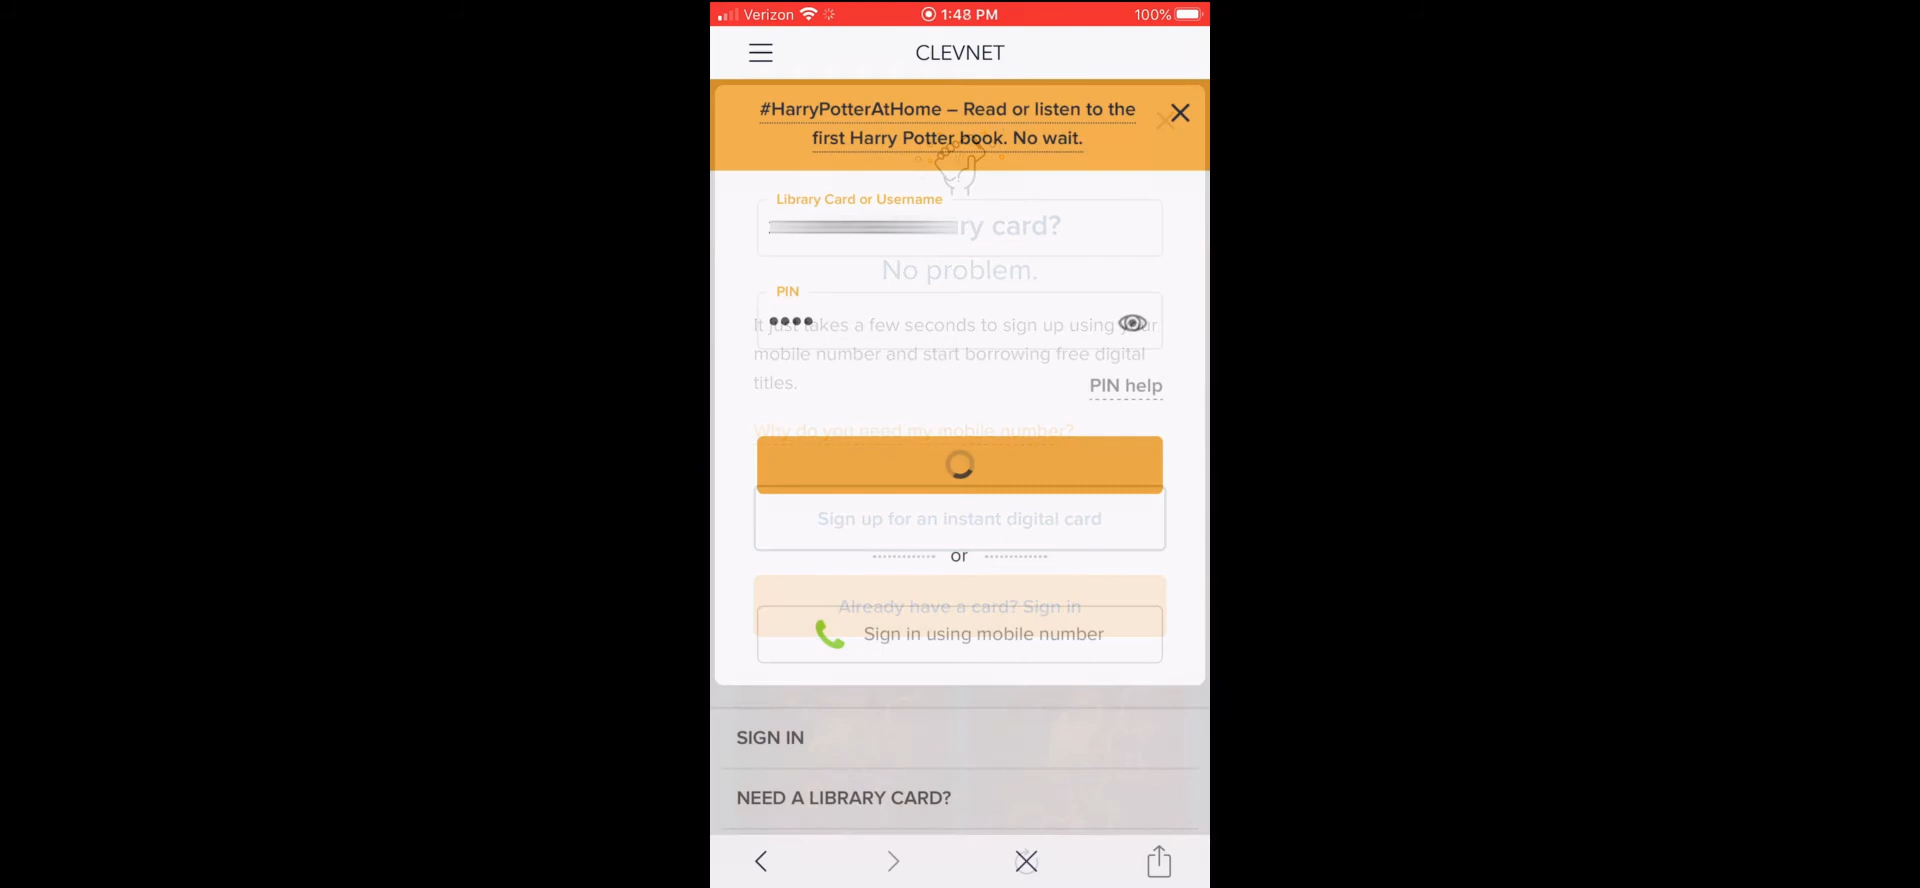 Verizon 1:48 PM 100%
CLEVNET
#HarryPotterAtHome – Read or listen to the
first Harry Potter book. No wait.
Library Card or Username
ry card?
No problem.
PIN
It just takes a few seconds to sign up using your
mobile number and start borrowing free digital
titles.
PIN help
Why do you need my mobile number?
Sign up for an instant digital card
or
Already have a card? Sign in
Sign in using mobile number
SIGN IN
NEED A LIBRARY CARD?